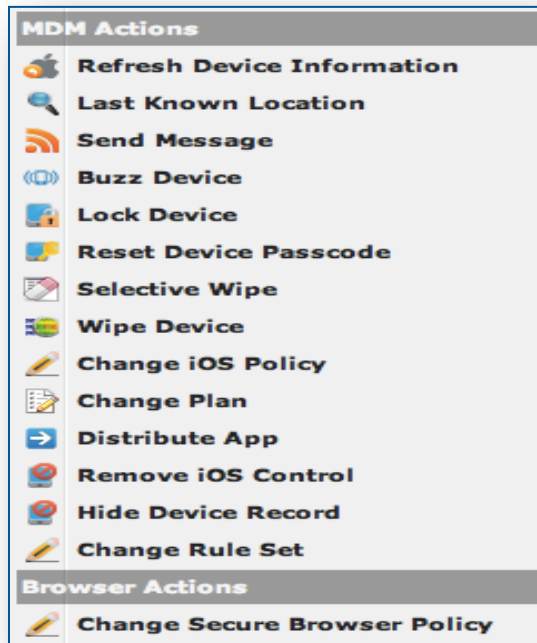 MDM Actions
Refresh Device Information
Last Known Location
Send Message
Buzz Device
Lock Device
Reset Device Passcode
Selective Wipe
Wipe Device
Change iOS Policy
Change Plan
Distribute App
Remove iOS Control
Hide Device Record
Change Rule Set
Browser Actions
Change Secure Browser Policy